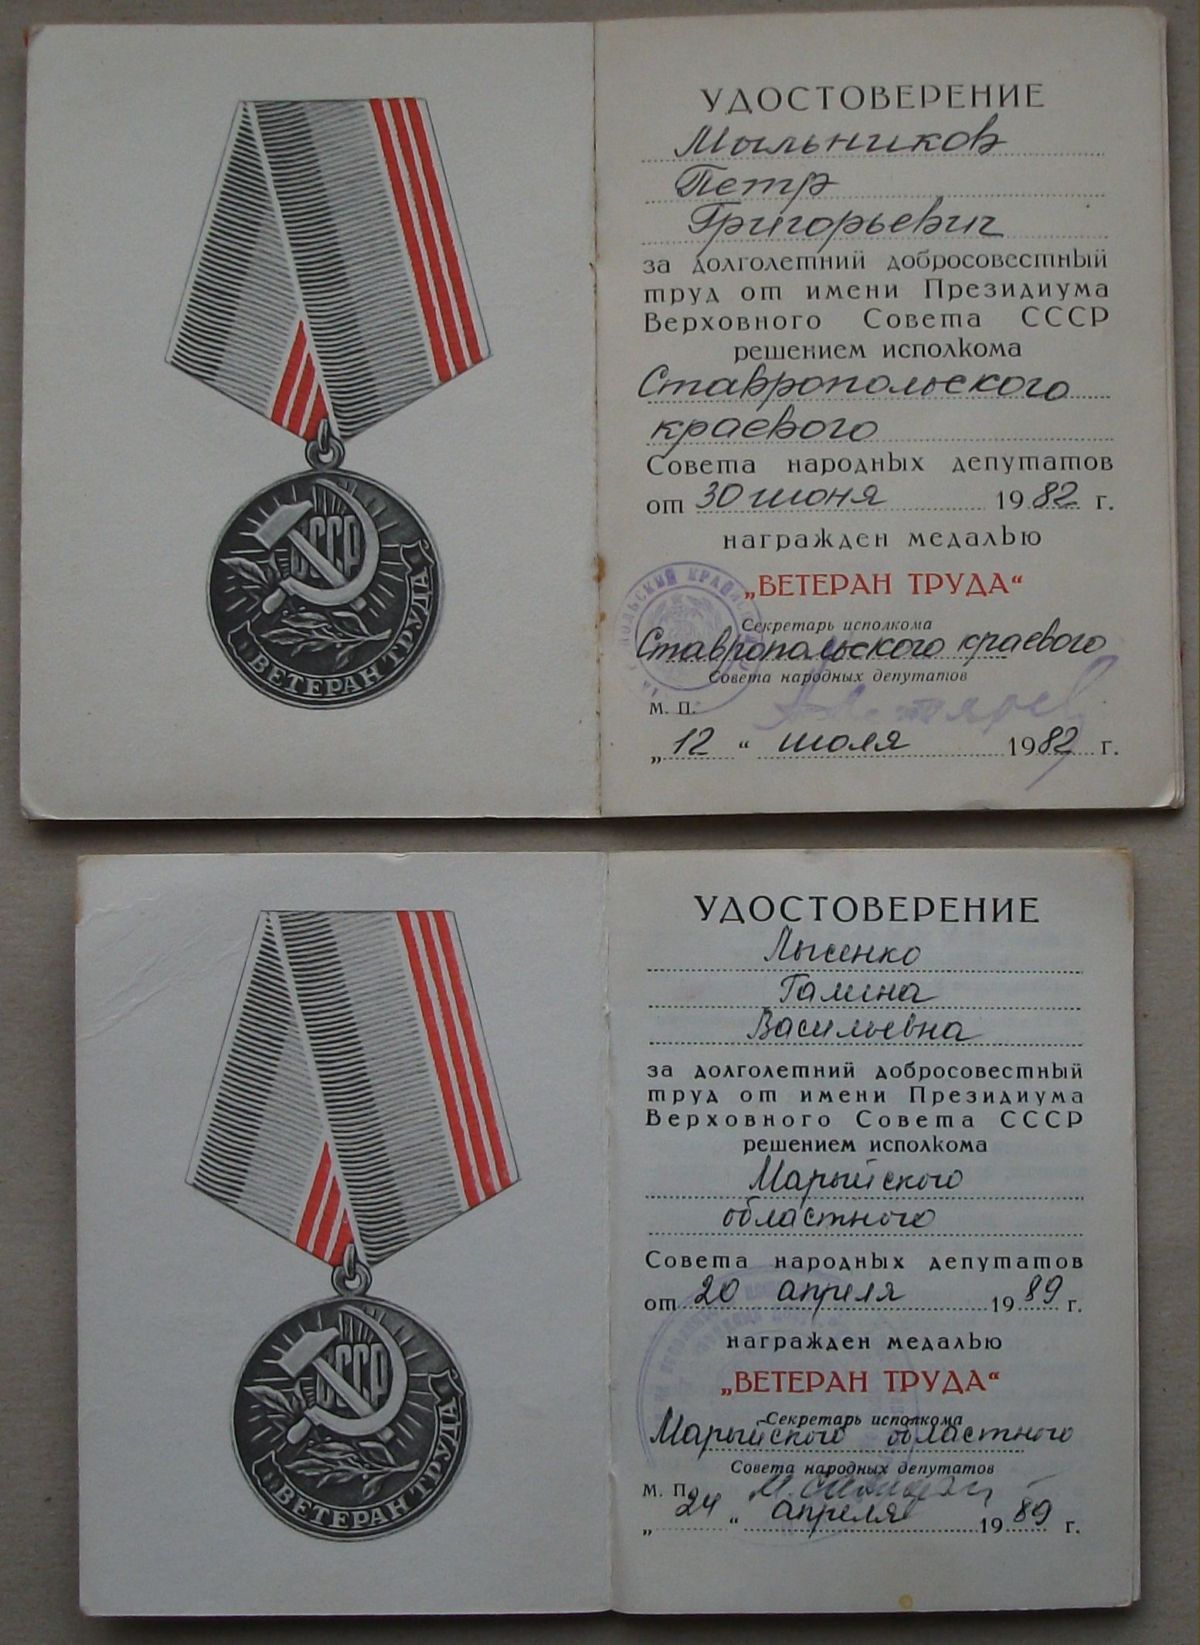 УДОСТОВЕРЕНИЕ
Мыльников
Петр
Григорьевич
за долголетний добросовестный
труд от имени Президиума
Верховного Совета СССР
решением исполкома
Ставропольского
краевого
Совета народных депутатов
от 30 июня 1982 г.
награжден медалью
„ВЕТЕРАН ТРУДА“
Секретарь исполкома
Ставропольского краевого
Совета народных депутатов
М. П.
„12“ июля 1982 г.
СССР
ВЕТЕРАН ТРУДА
УДОСТОВЕРЕНИЕ
Лысенко
Галина
Васильевна
за долголетний добросовестный
труд от имени Президиума
Верховного Совета СССР
решением исполкома
Марыйского
областного
Совета народных депутатов
от 20 апреля 1989 г.
награжден медалью
„ВЕТЕРАН ТРУДА“
Секретарь исполкома
Марыйского областного
Совета народных депутатов
М. П.
„24“ апреля 1989 г.
СССР
ВЕТЕРАН ТРУДА